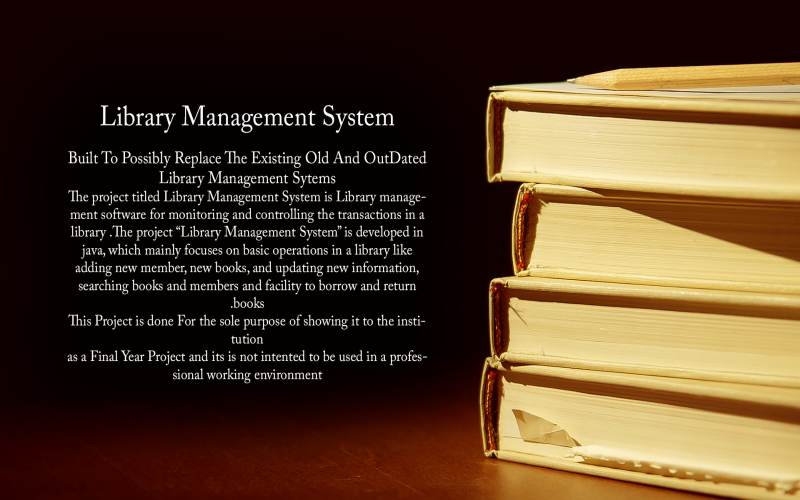 Library Management System
Built To Possibly Replace The Existing Old And OutDated
Library Management Sytems
The project titled Library Management System is Library manage-
ment software for monitoring and controlling the transactions in a
library .The project “Library Management System” is developed in
java, which mainly focuses on basic operations in a library like
adding new member, new books, and updating new information,
searching books and members and facility to borrow and return
.books
This Project is done For the sole purpose of showing it to the insti-
tution
as a Final Year Project and its is not intented to be used in a profes-
sional working environment